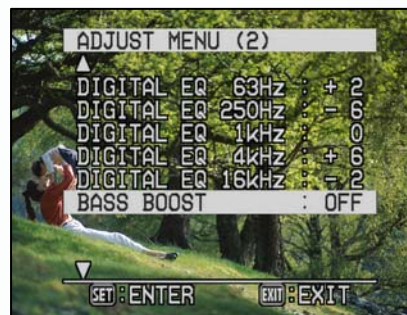 ADJUST MENU (2)
DIGITAL EQ 63Hz : + 2
DIGITAL EQ 250Hz : - 6
DIGITAL EQ 1kHz : 0
DIGITAL EQ 4kHz : + 6
DIGITAL EQ 16kHz : - 2
BASS BOOST : OFF
SET : ENTER EXIT : EXIT